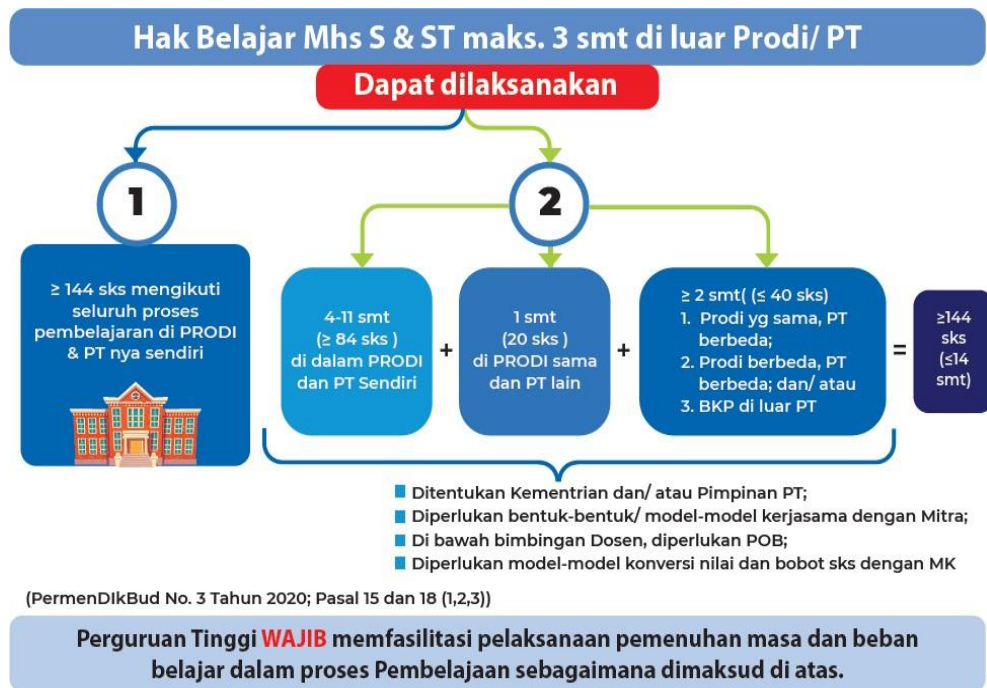 Hak Belajar Mhs S & ST maks. 3 smt di luar Prodi/ PT
Dapat dilaksanakan
1
2
≥ 144 sks mengikuti
seluruh proses
pembelajaran di PRODI
& PT nya sendiri
4-11 smt
(≥ 84 sks )
di dalam PRODI
dan PT Sendiri
+
1 smt
(20 sks )
di PRODI sama
dan PT lain
+
≥ 2 smt( (≤ 40 sks)
1. Prodi yg sama, PT
berbeda;
2. Prodi berbeda, PT
berbeda; dan/ atau
3. BKP di luar PT
=
≥144
sks
(≤14
smt)
Ditentukan Kementrian dan/ atau Pimpinan PT;
Diperlukan bentuk-bentuk/ model-model kerjasama dengan Mitra;
Di bawah bimbingan Dosen, diperlukan POB;
Diperlukan model-model konversi nilai dan bobot sks dengan MK
(PermenDIkBud No. 3 Tahun 2020; Pasal 15 dan 18 (1,2,3))
Perguruan Tinggi WAJIB memfasilitasi pelaksanaan pemenuhan masa dan beban
belajar dalam proses Pembelajaan sebagaimana dimaksud di atas.